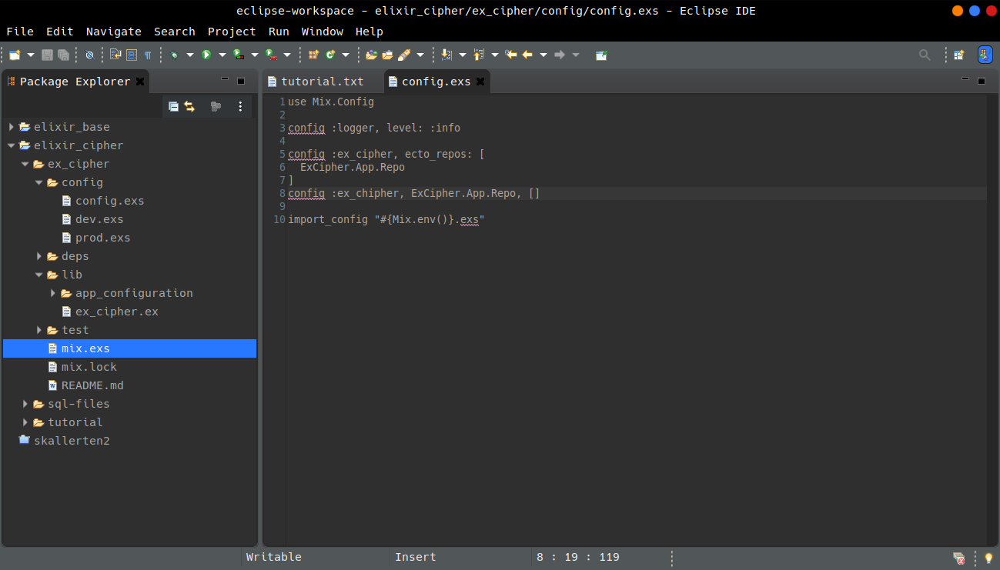 eclipse-workspace - elixir_cipher/ex_cipher/config/config.exs - Eclipse IDE
File Edit Navigate Search Project Run Window Help
Package Explorer
elixir_base
elixir_cipher
ex_cipher
config
config.exs
dev.exs
prod.exs
deps
lib
app_configuration
ex_cipher.ex
test
mix.exs
mix.lock
README.md
sql-files
tutorial
skallerten2
tutorial.txt config.exs
1 use Mix.Config
2
3 config :logger, level: :info
4
5 config :ex_cipher, ecto_repos: [
6   ExCipher.App.Repo
7 ]
8 config :ex_chipher, ExCipher.App.Repo, []
9
10 import_config "#{Mix.env()}.exs"
Writable Insert 8 : 19 : 119